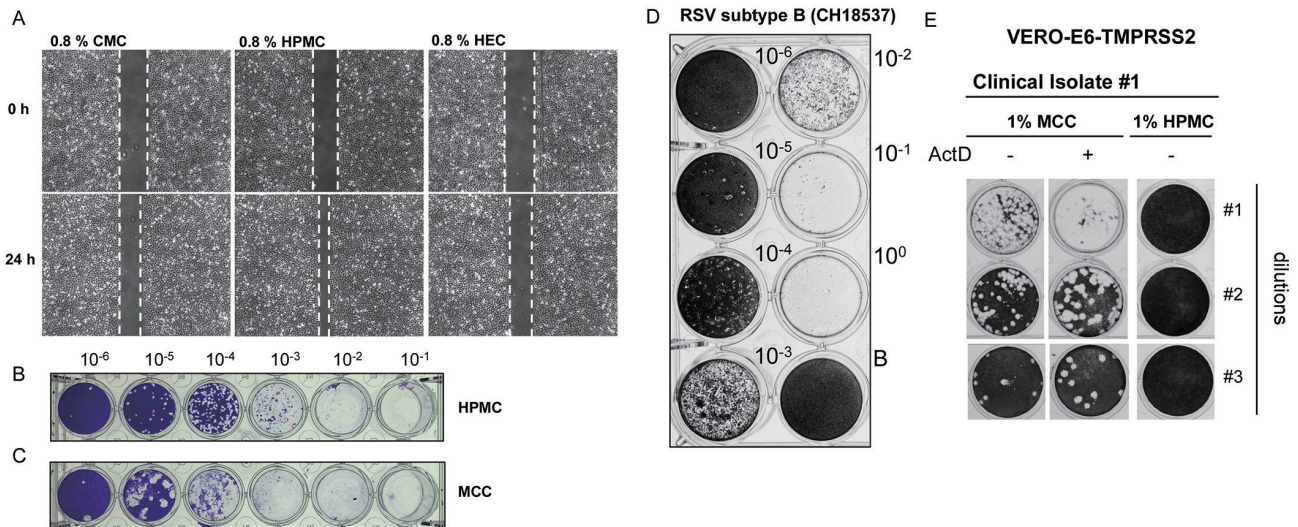 A
0.8 % CMC
0.8 % HPMC
0.8 % HEC
0 h
24 h
10-6 10-5 10-4 10-3 10-2 10-1
B
HPMC
C
MCC
D
RSV subtype B (CH18537)
10-6
10-2
10-5
10-1
10-4
100
10-3
B
E
VERO-E6-TMPRSS2
Clinical Isolate #1
1% MCC 1% HPMC
ActD - + -
#1
#2
#3
dilutions